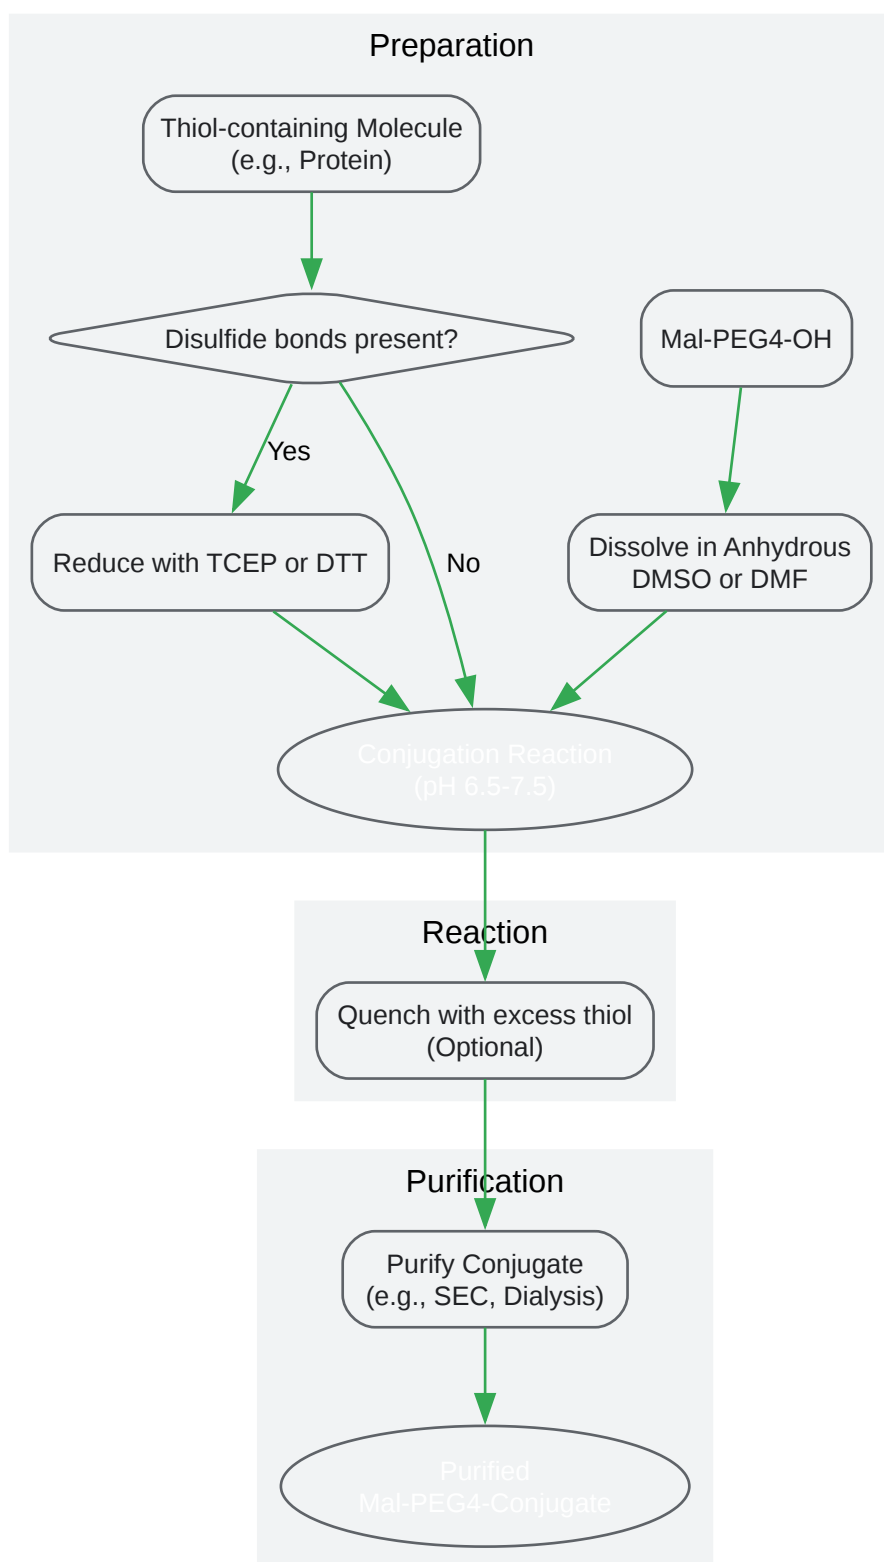 Preparation
Thiol-containing Molecule
(e.g., Protein)
Disulfide bonds present?
Mal-PEG4-OH
Yes
Reduce with TCEP or DTT
No
Dissolve in Anhydrous
DMSO or DMF
Conjugation Reaction
(pH 6.5-7.5)
Reaction
Quench with excess thiol
(Optional)
Purification
Purify Conjugate
(e.g., SEC, Dialysis)
Purified
Mal-PEG4-Conjugate